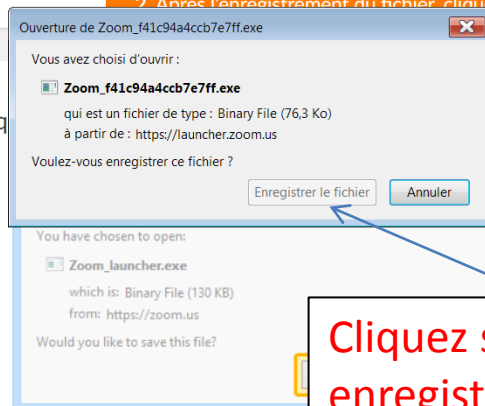 2. Après l'enregistrement du fichier, clique
Ouverture de Zoom_f41c94a4ccb7e7ff.exe
Vous avez choisi d'ouvrir :
Zoom_f41c94a4ccb7e7ff.exe
qui est un fichier de type : Binary File (76,3 Ko)
à partir de : https://launcher.zoom.us
Voulez-vous enregistrer ce fichier ?
Enregistrer le fichier Annuler
You have chosen to open:
Zoom_launcher.exe
which is: Binary File (130 KB)
from: https://zoom.us
Would you like to save this file?
Cliquez s
enregist